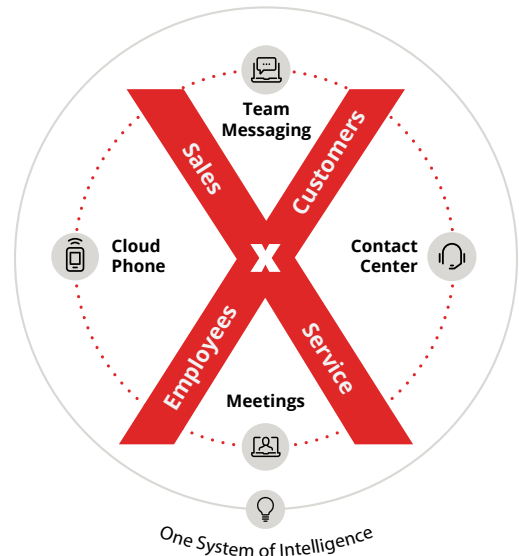 Team
Messaging
Sales
Customers
Cloud
Phone
X
Contact
Center
Employees
Service
Meetings
One System of Intelligence